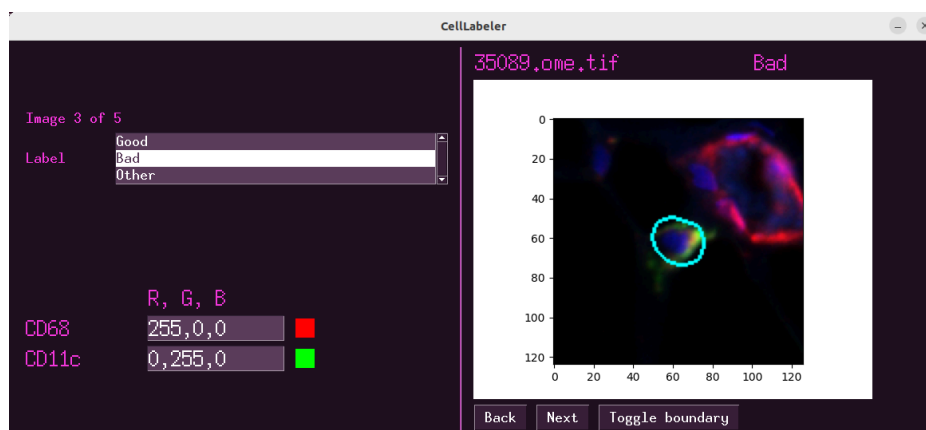 CellLabeler
Image 3 of 5
Label
Good
Bad
Other
R, G, B
CD68 255,0,0
CD11c 0,255,0
35089.ome.tif Bad
0
20
40
60
80
100
120
0 20 40 60 80 100 120
Back Next Toggle boundary